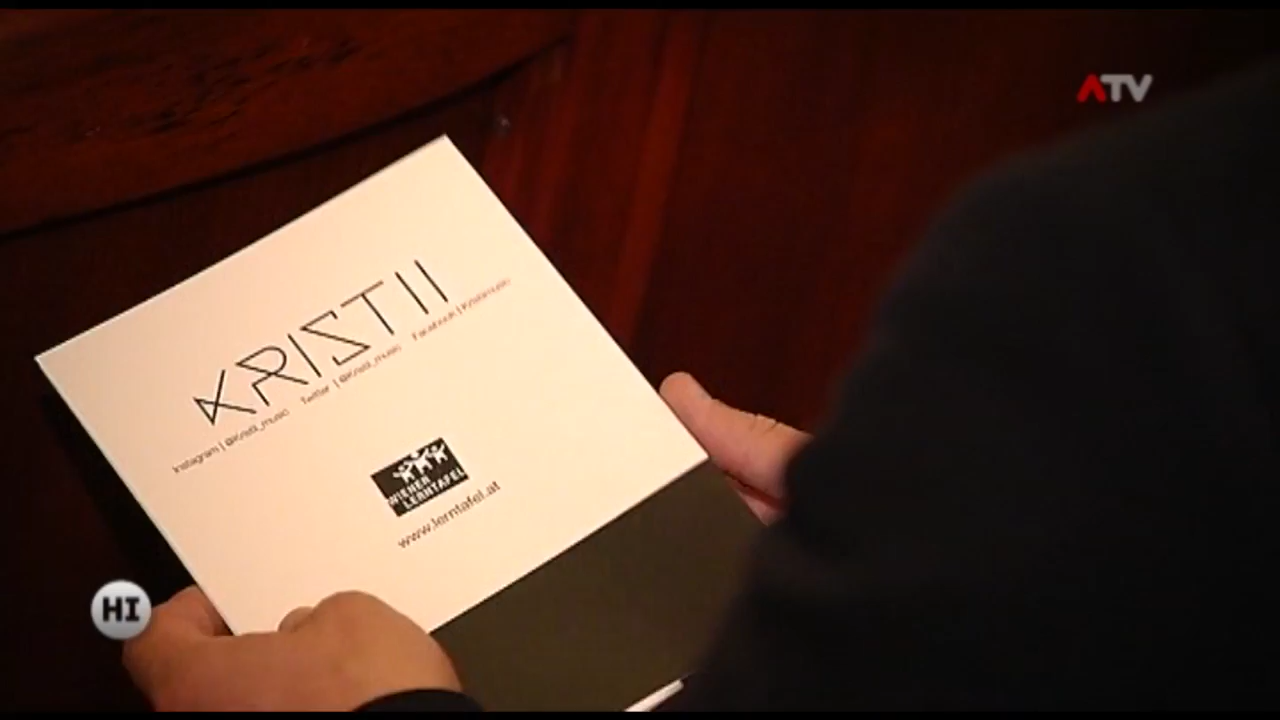 ATV
KRISTII
Instagram | @Kristii_music Twitter | @Kristii_music Facebook | Kristiimusic
WIENER
LERNTAFEL
www.lerntafel.at
HI